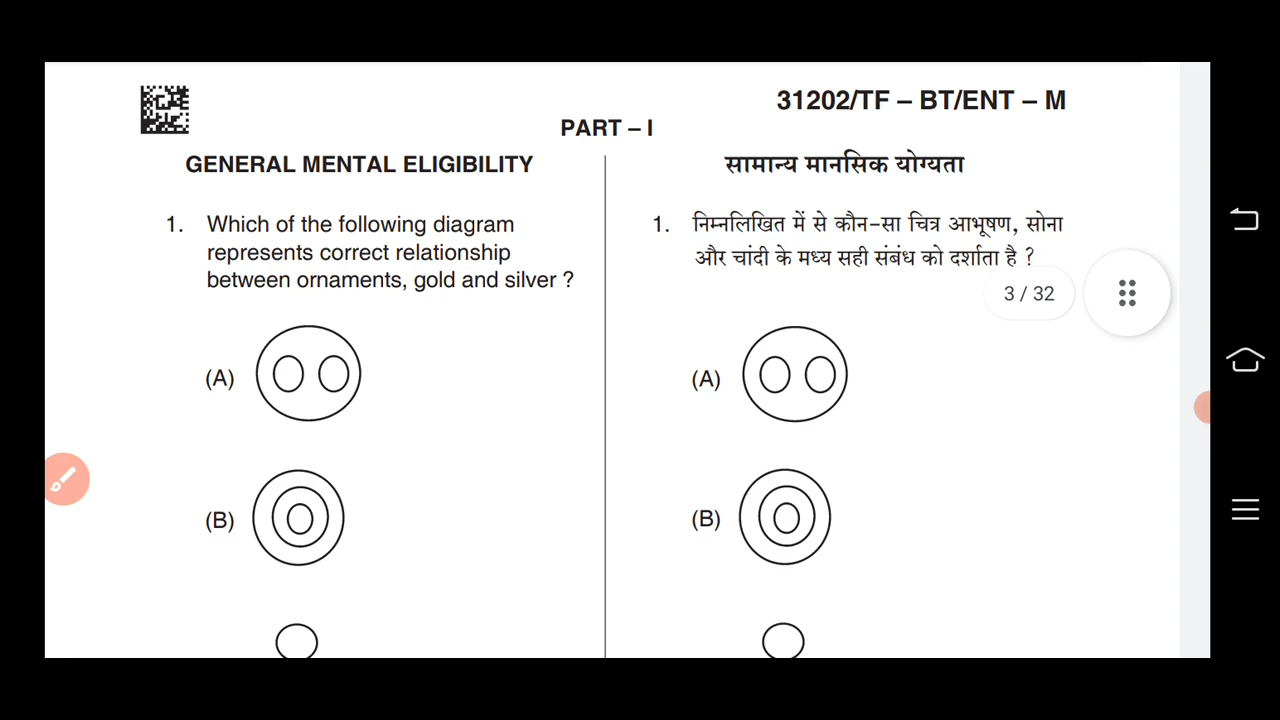 31202/TF – BT/ENT – M
PART – I
GENERAL MENTAL ELIGIBILITY
1. Which of the following diagram
represents correct relationship
between ornaments, gold and silver ?
(A)
(B)
सामान्य मानसिक योग्यता
1. निम्नलिखित में से कौन-सा चित्र आभूषण, सोना
और चांदी के मध्य सही संबंध को दर्शाता है ?
3 / 32
(A)
(B)